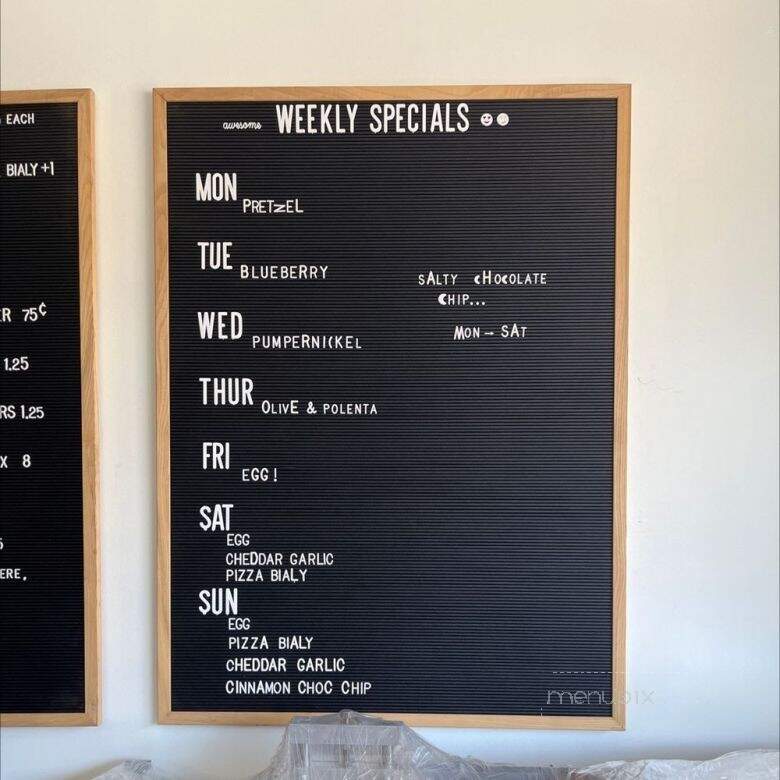 EACH
BIALY +1
R 75¢
1.25
RS 1.25
X 8
ERE,
awesome WEEKLY SPECIALS
MON
PRETZEL
TUE
BLUEBERRY
SALTY CHOCOLATE
CHIP...
MON — SAT
WED
PUMPERNICKEL
THUR
OLIVE & POLENTA
FRI
EGG!
SAT
EGG
CHEDDAR GARLIC
PIZZA BIALY
SUN
EGG
PIZZA BIALY
CHEDDAR GARLIC
CINNAMON CHOC CHIP
menupix